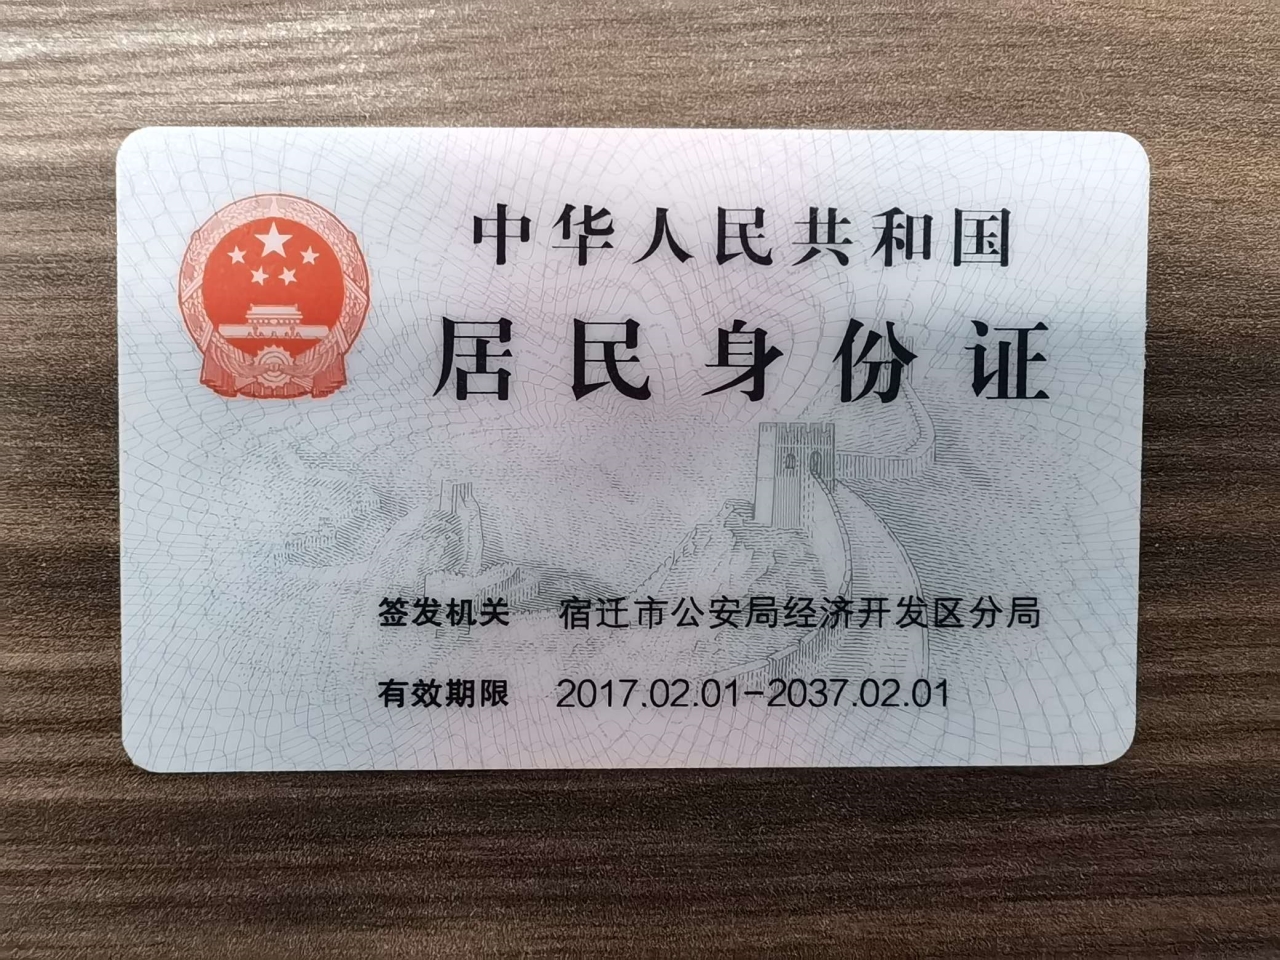 中华人民共和国
居民身份证
签发机关 宿迁市公安局经济开发区分局
有效期限 2017.02.01-2037.02.01